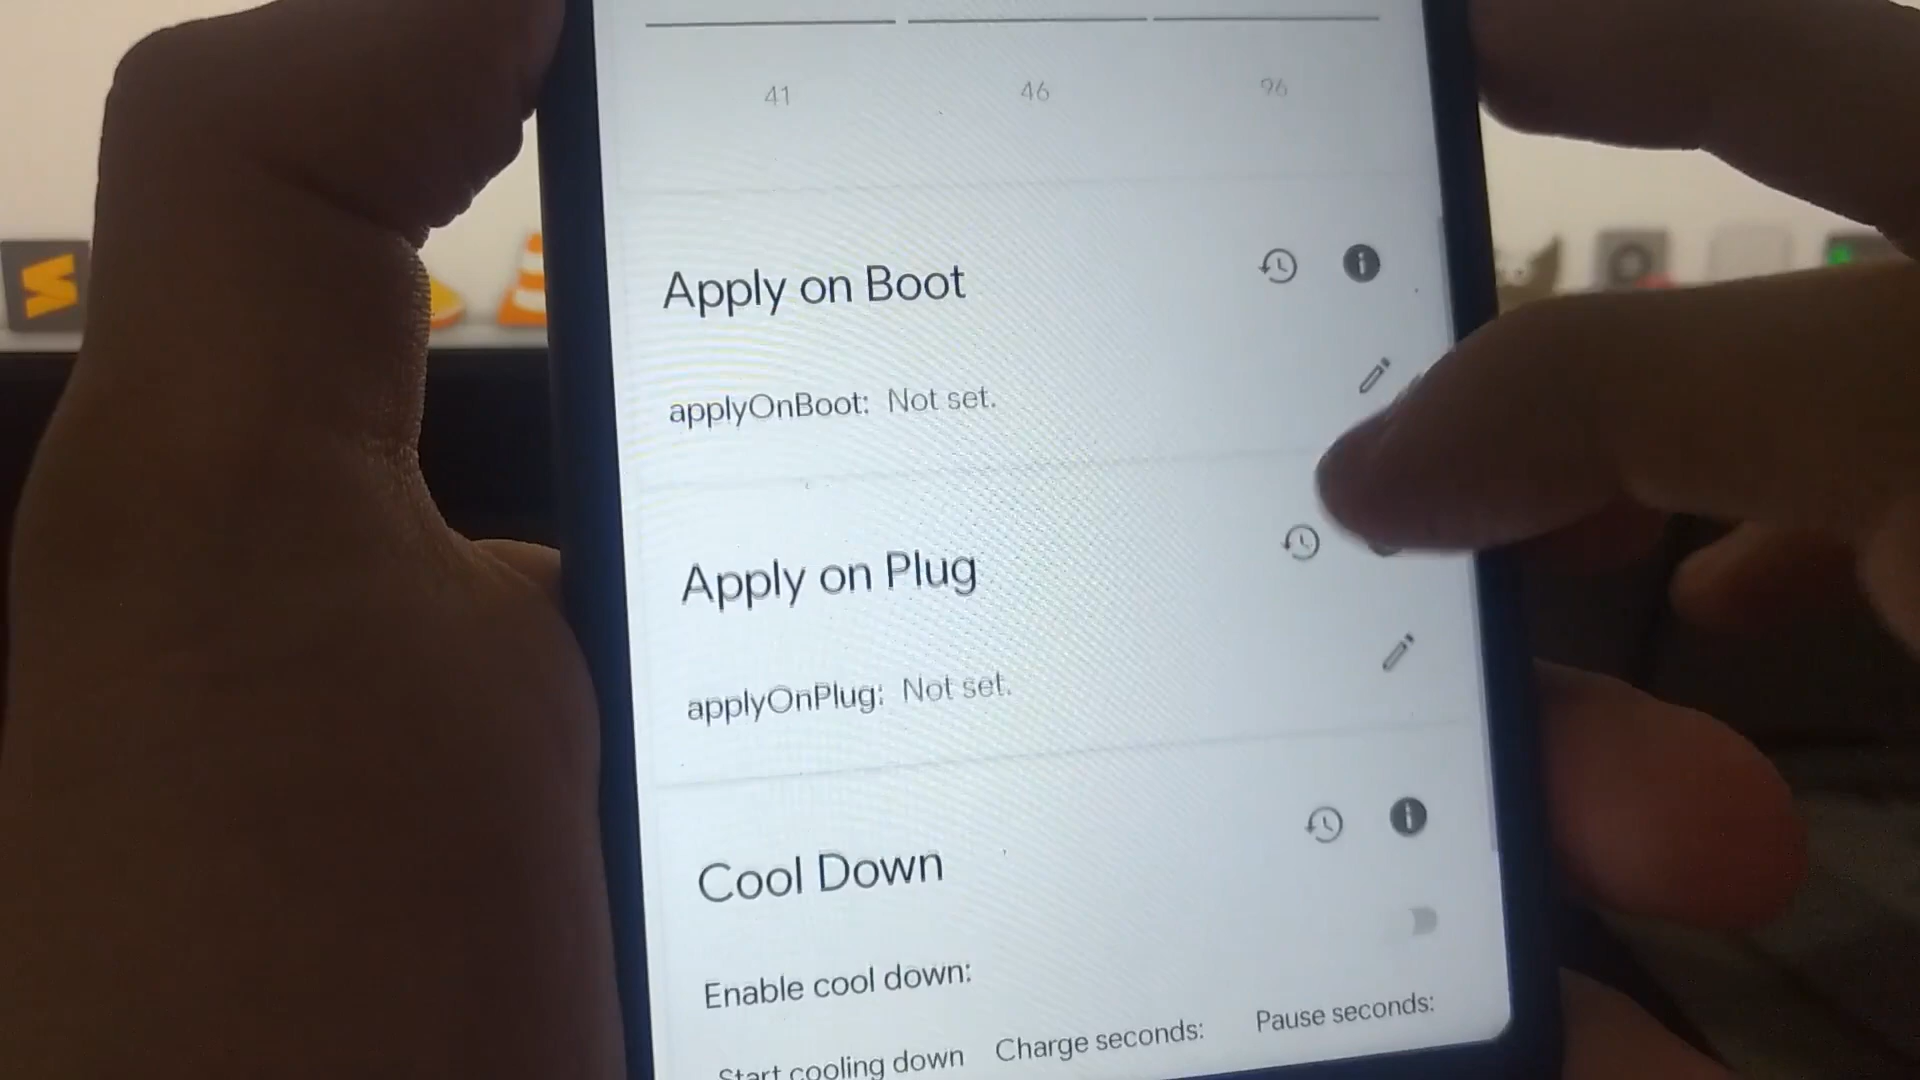 41 46 96
Apply on Boot
applyOnBoot: Not set.
Apply on Plug
applyOnPlug: Not set.
Cool Down
Enable cool down:
Start cooling down Charge seconds: Pause seconds: